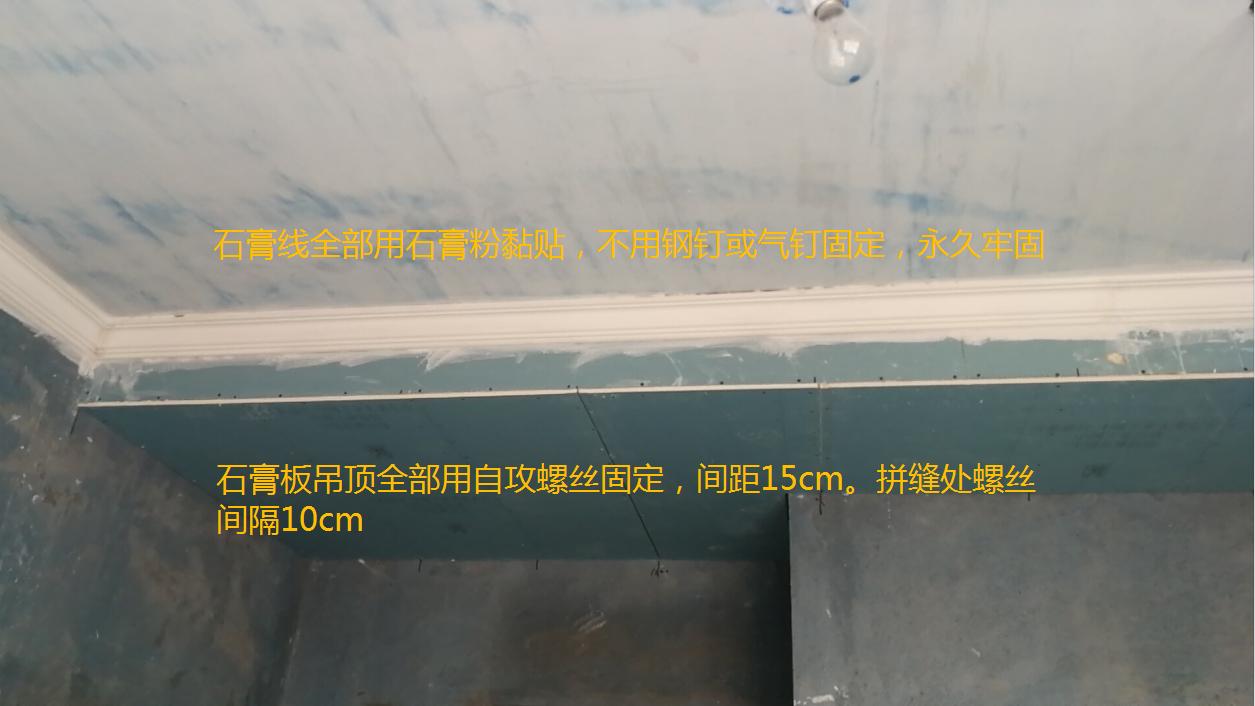 石膏线全部用石膏粉黏贴，不用钢钉或气钉固定，永久牢固
石膏板吊顶全部用自攻螺丝固定，间距15cm。拼缝处螺丝
间隔10cm